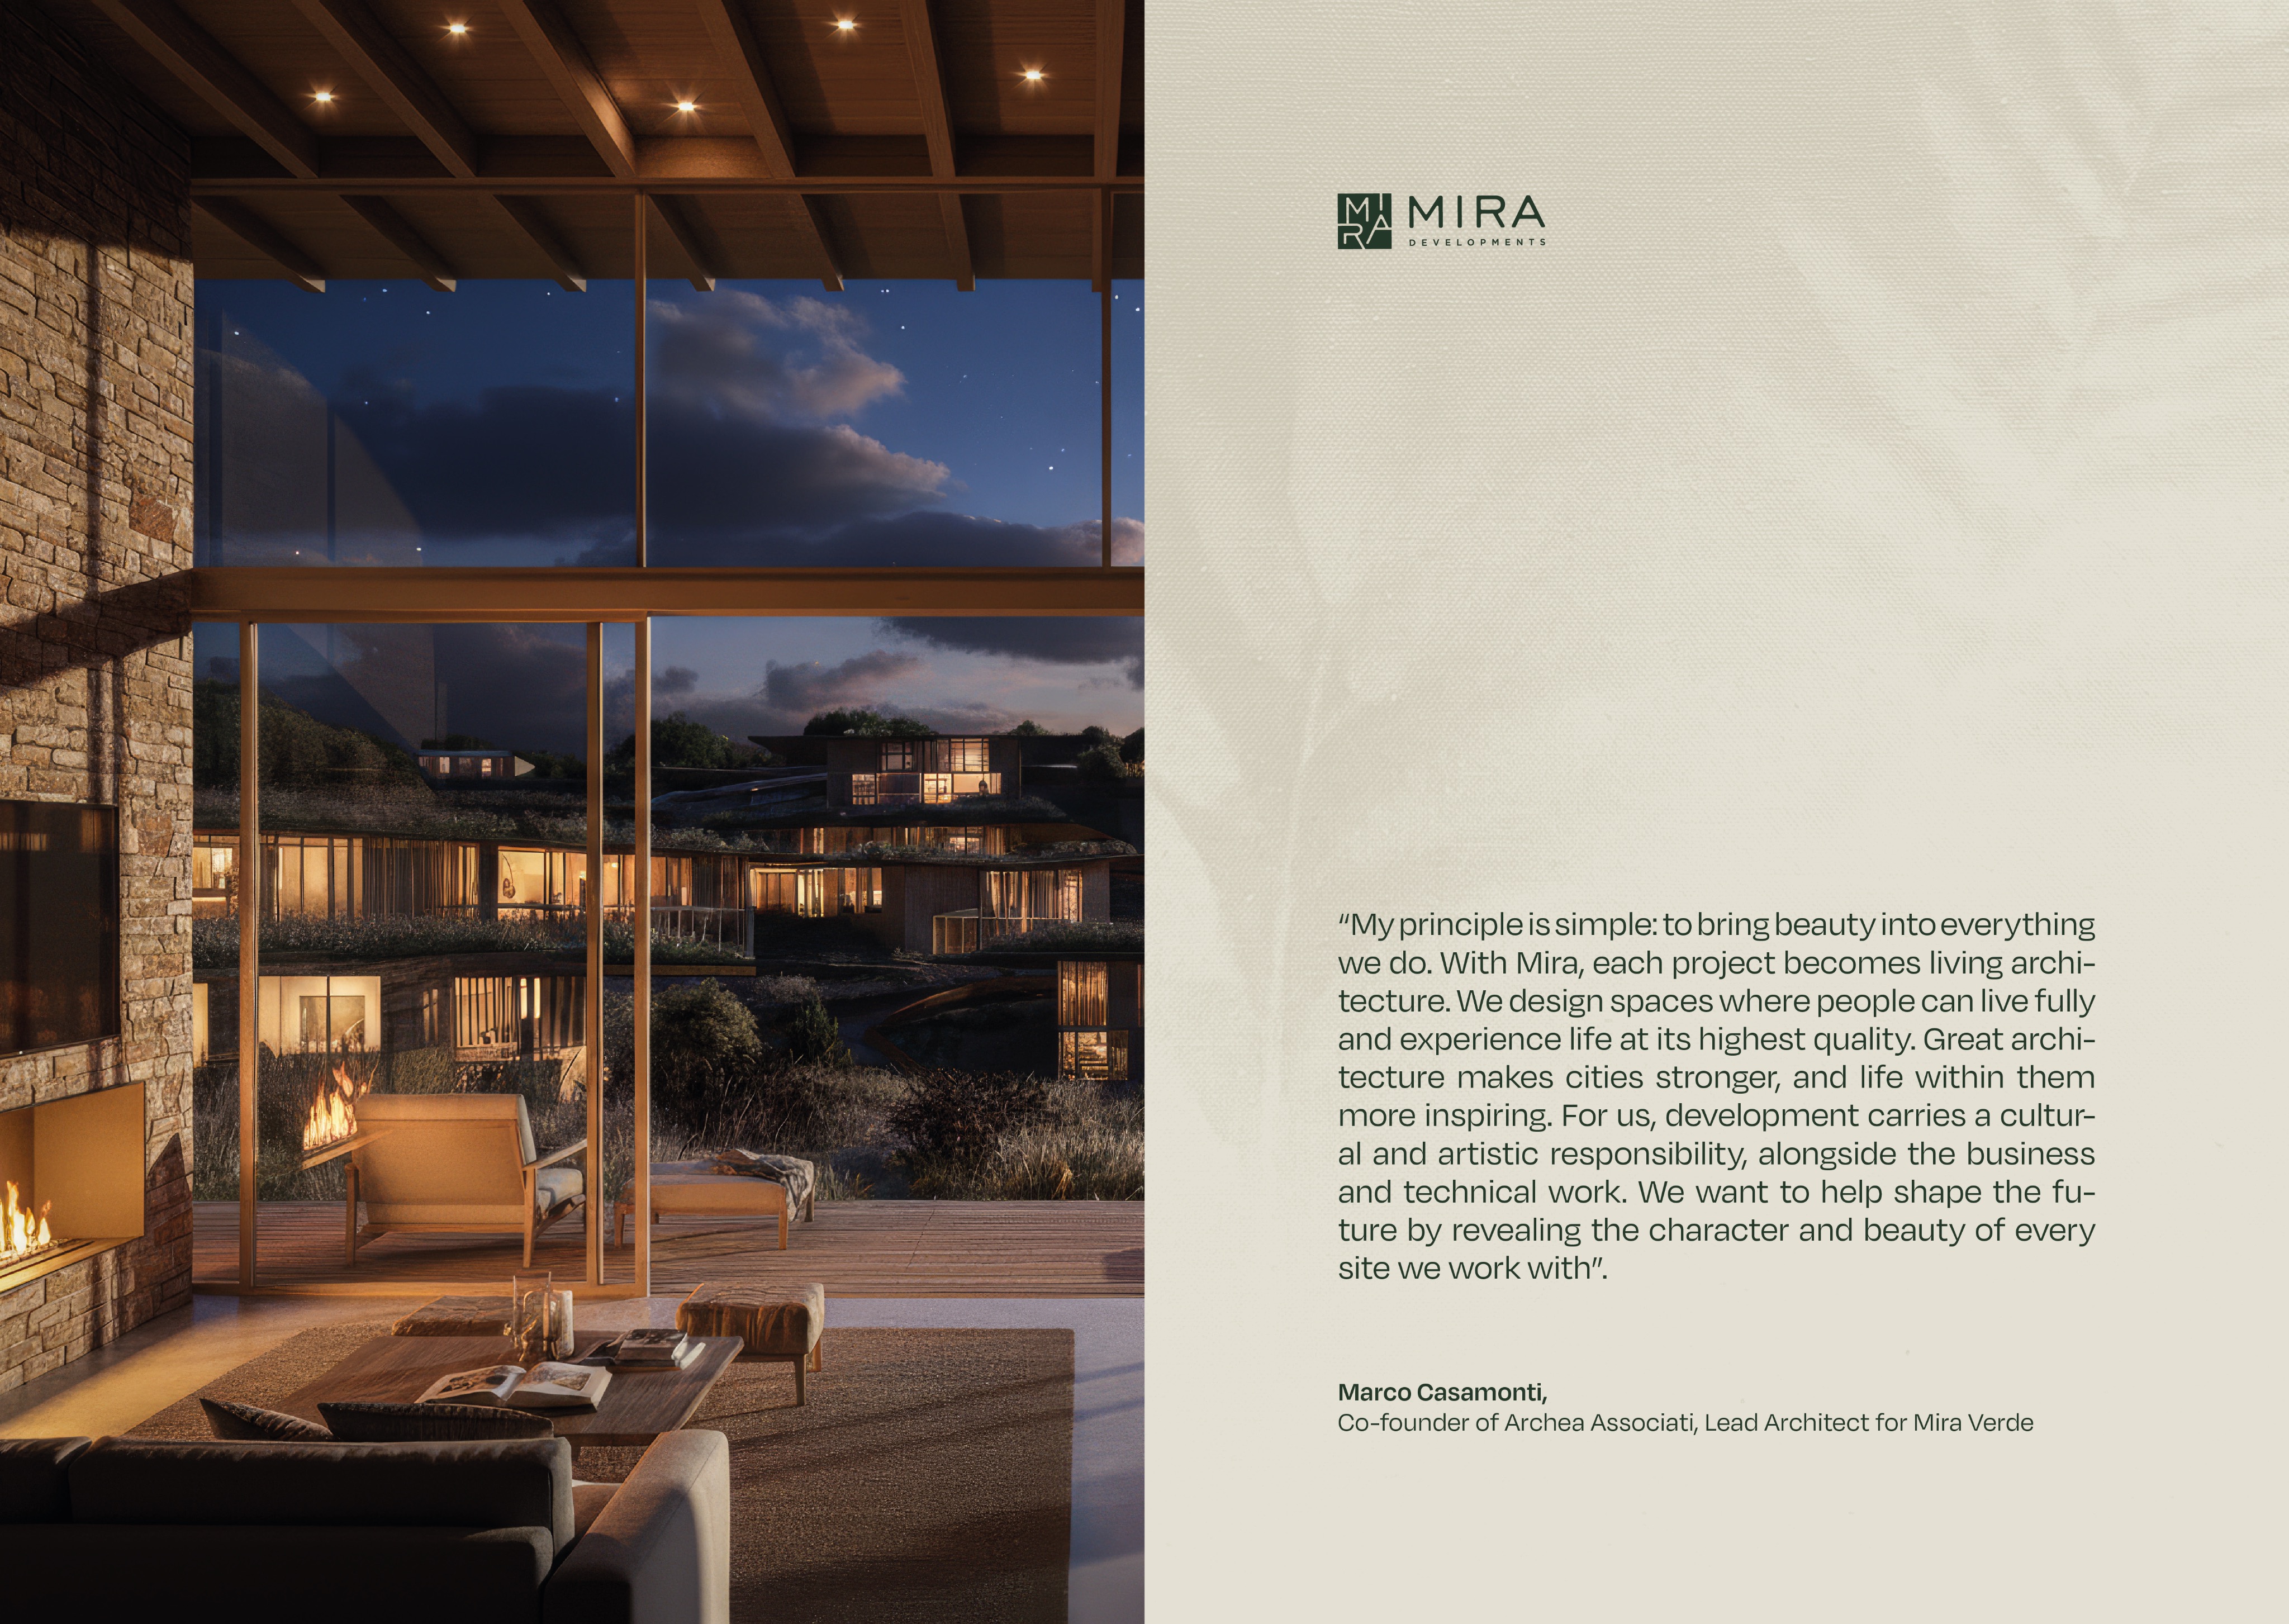 MIRA
MIRA
DEVELOPMENTS
“My principle is simple: to bring beauty into everything
we do. With Mira, each project becomes living archi-
tecture. We design spaces where people can live fully
and experience life at its highest quality. Great archi-
tecture makes cities stronger, and life within them
more inspiring. For us, development carries a cultur-
al and artistic responsibility, alongside the business
and technical work. We want to help shape the fu-
ture by revealing the character and beauty of every
site we work with”.
Marco Casamonti,
Co-founder of Archea Associati, Lead Architect for Mira Verde